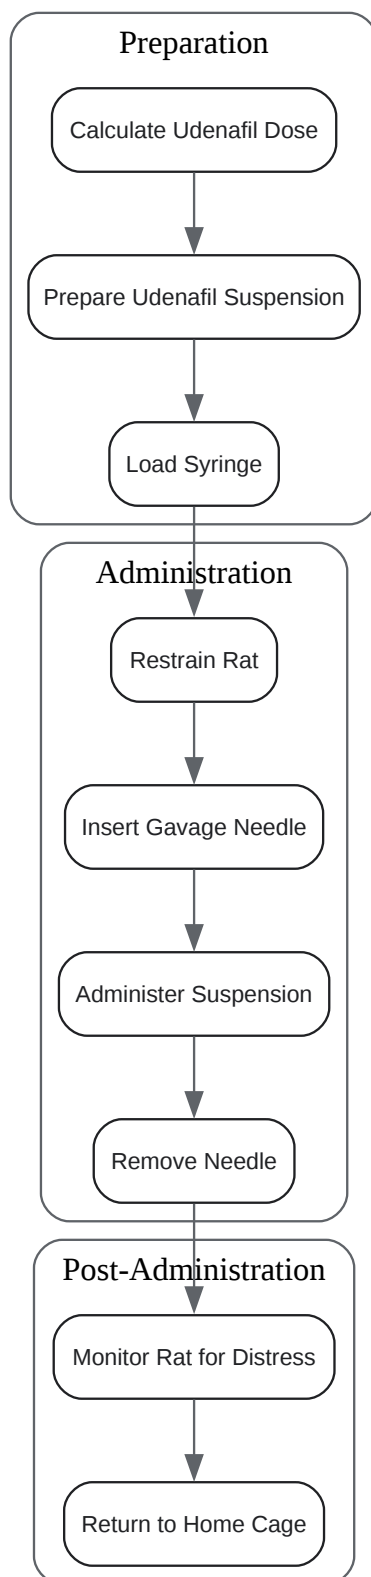 Preparation
Calculate Udenafil Dose
Prepare Udenafil Suspension
Load Syringe
Administration
Restrain Rat
Insert Gavage Needle
Administer Suspension
Remove Needle
Post-Administration
Monitor Rat for Distress
Return to Home Cage